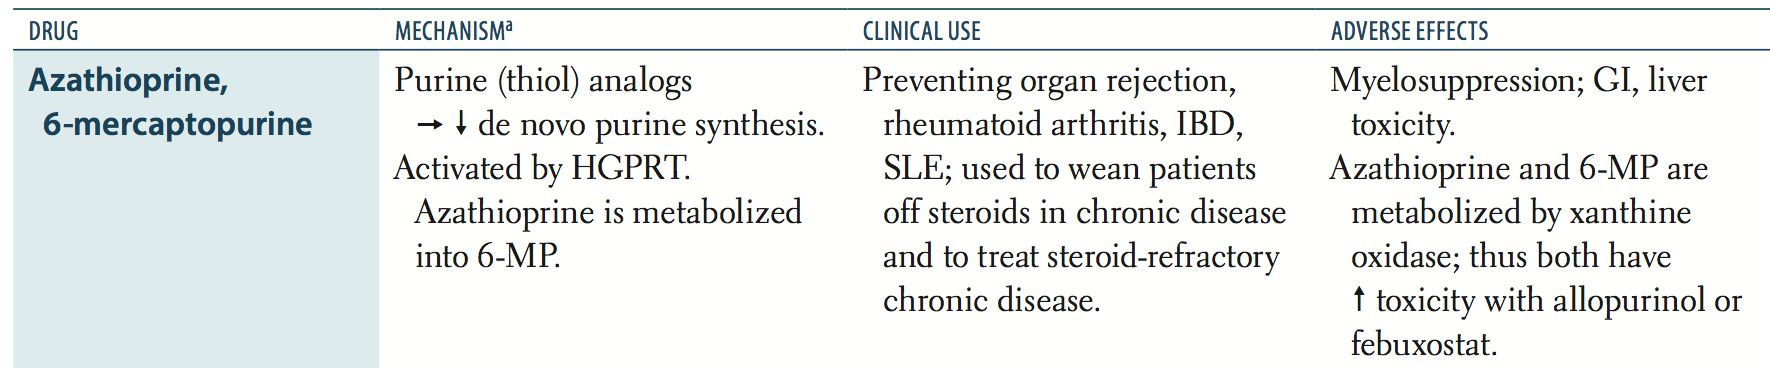 DRUG MECHANISMᵃ CLINICAL USE ADVERSE EFFECTS
Azathioprine,
6-mercaptopurine
Purine (thiol) analogs
→ ↓ de novo purine synthesis.
Activated by HGPRT.
Azathioprine is metabolized
into 6-MP.
Preventing organ rejection,
rheumatoid arthritis, IBD,
SLE; used to wean patients
off steroids in chronic disease
and to treat steroid-refractory
chronic disease.
Myelosuppression; GI, liver
toxicity.
Azathioprine and 6-MP are
metabolized by xanthine
oxidase; thus both have
↑ toxicity with allopurinol or
febuxostat.